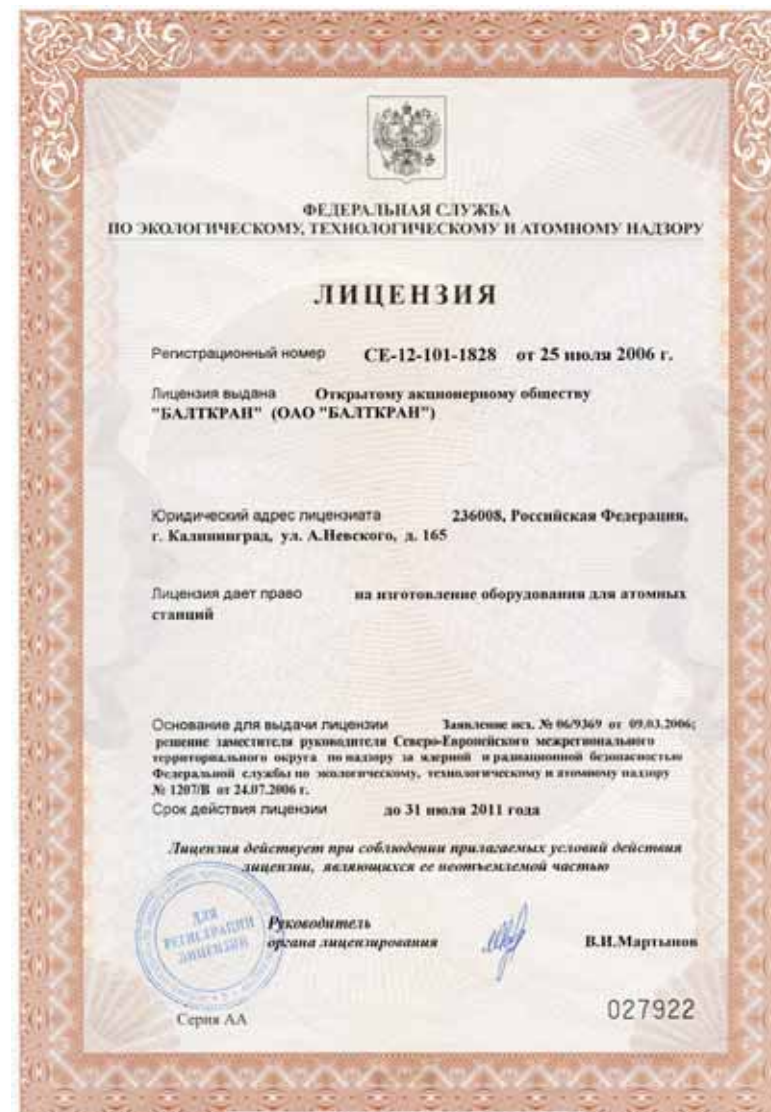 ФЕДЕРАЛЬНАЯ СЛУЖБА
ПО ЭКОЛОГИЧЕСКОМУ, ТЕХНОЛОГИЧЕСКОМУ И АТОМНОМУ НАДЗОРУ
ЛИЦЕНЗИЯ
Регистрационный номер СЕ-12-101-1828 от 25 июля 2006 г.
Лицензия выдана Открытому акционерному обществу
"БАЛТКРАН" (ОАО "БАЛТКРАН")
Юридический адрес лицензиата 236008, Российская Федерация,
г. Калининград, ул. А.Невского, д. 165
Лицензия дает право на изготовление оборудования для атомных
станций
Основание для выдачи лицензии Заявление исх. № 06/9369 от 09.03.2006;
решение заместителя руководителя Северо-Европейского межрегионального
территориального округа по надзору за ядерной и радиационной безопасностью
Федеральной службы по экологическому, технологическому и атомному надзору
№ 1207/В от 24.07.2006 г.
Срок действия лицензии до 31 июля 2011 года
Лицензия действует при соблюдении прилагаемых условий действия
лицензии, являющихся ее неотъемлемой частью
ДЛЯ
РЕГИСТРАЦИИ
ЛИЦЕНЗИЙ
Руководитель
органа лицензирования В.И.Мартынов
Серия АА
027922